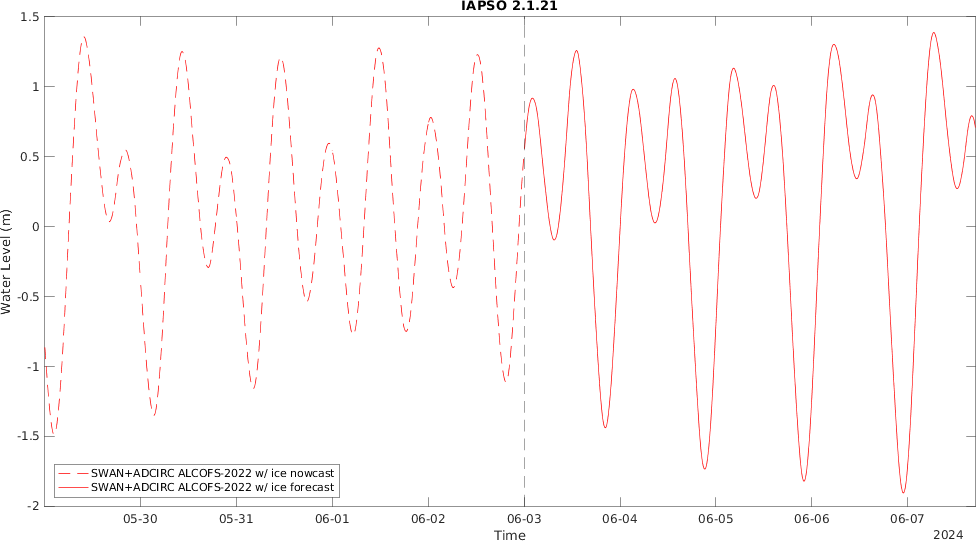 IAPSO 2.1.21
1.5
1
0.5
0
-0.5
-1
-1.5
-2
Water Level (m)
SWAN+ADCIRC ALCOFS-2022 w/ ice nowcast
SWAN+ADCIRC ALCOFS-2022 w/ ice forecast
05-30 05-31 06-01 06-02 06-03 06-04 06-05 06-06 06-07
Time
2024